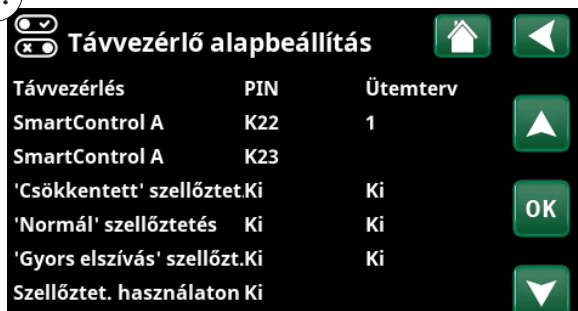 Távvezérlő alapbeállítás
Távvezérlés PIN Ütemterv
SmartControl A K22 1
SmartControl A K23
'Csökkentett' szellőztet.Ki Ki
'Normál' szellőztetés Ki Ki
OK
'Gyors elszívás' szellőzt.Ki Ki
Szellőztet. használaton Ki